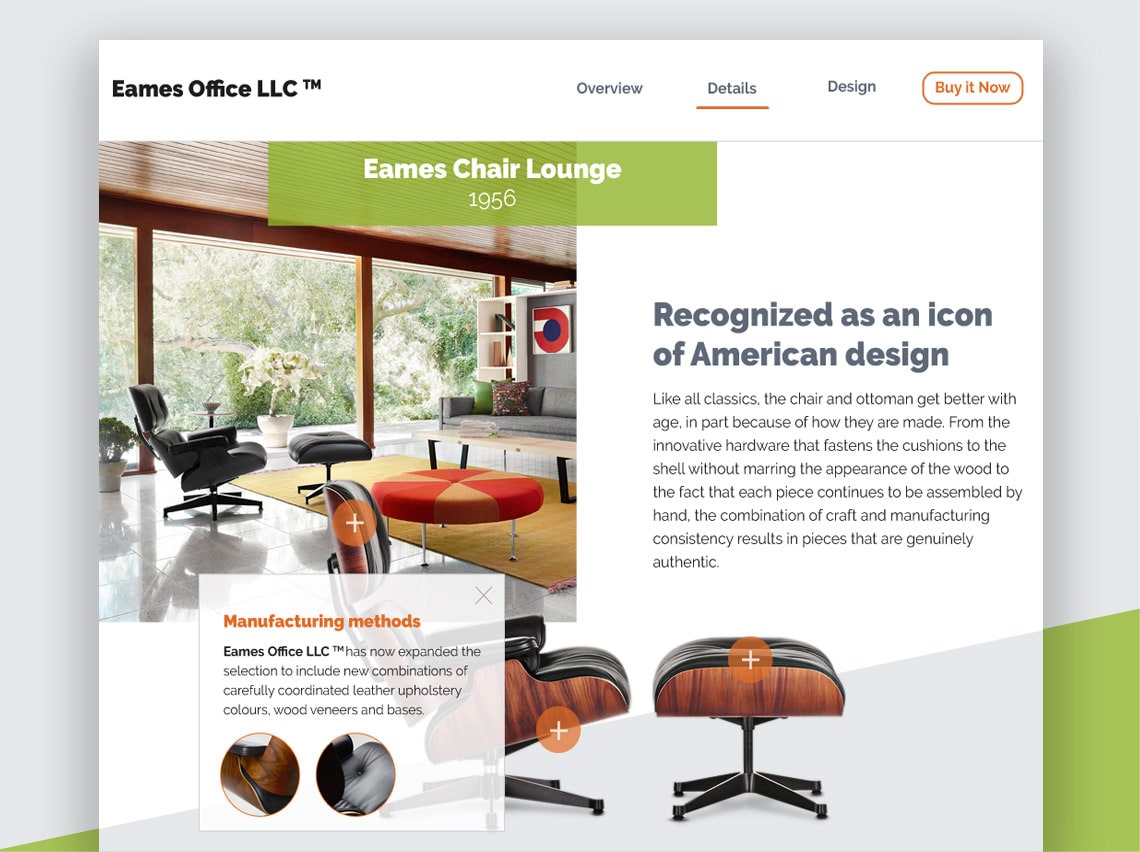 Eames Office LLC ™
Overview
Details
Design
Buy it Now
Eames Chair Lounge
1956
Recognized as an icon
of American design
Like all classics, the chair and ottoman get better with
age, in part because of how they are made. From the
innovative hardware that fastens the cushions to the
shell without marring the appearance of the wood to
the fact that each piece continues to be assembled by
hand, the combination of craft and manufacturing
consistency results in pieces that are genuinely
authentic.
Manufacturing methods
Eames Office LLC ™ has now expanded the
selection to include new combinations of
carefully coordinated leather upholstery
colours, wood veneers and bases.